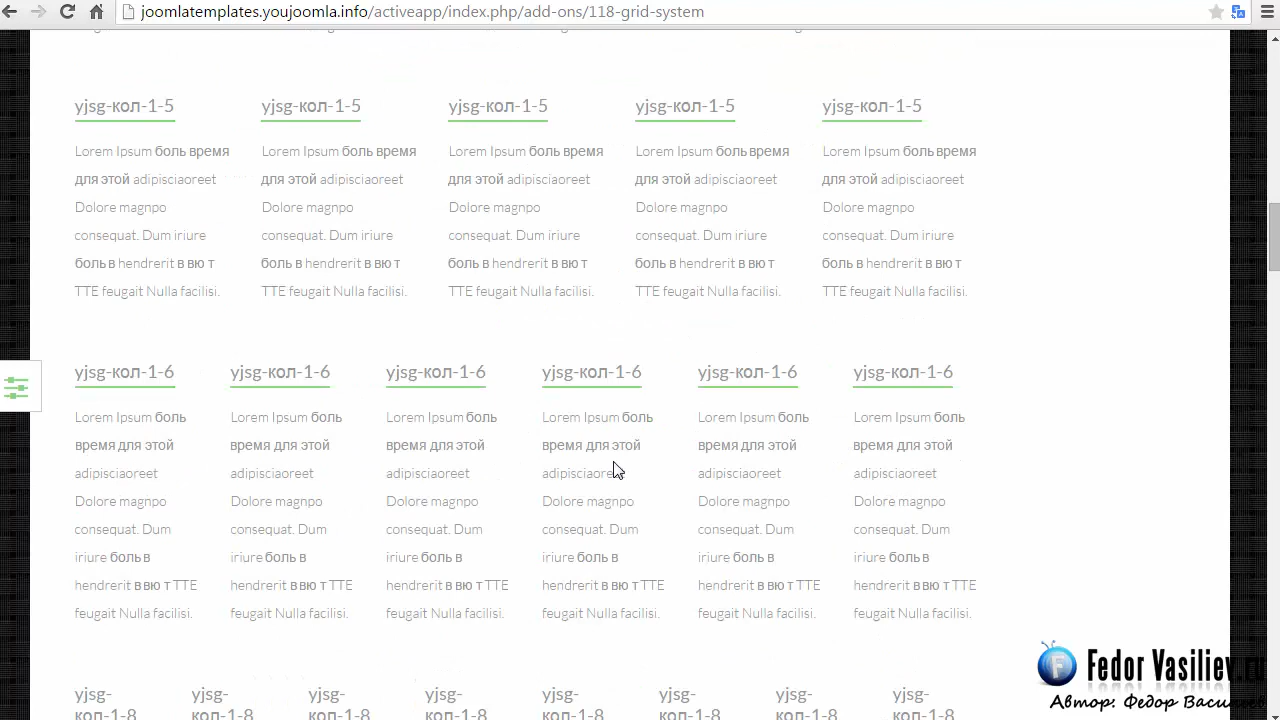 joomlatemplates.youjoomla.info/activeapp/index.php/add-ons/118-grid-system
yjsg-кол-1-5 yjsg-кол-1-5 yjsg-кол-1-5 yjsg-кол-1-5 yjsg-кол-1-5
Lorem Ipsum боль время Lorem Ipsum боль время Lorem Ipsum боль время Lorem Ipsum боль время Lorem Ipsum боль время
для этой adipisciaoreet для этой adipisciaoreet для этой adipisciaoreet для этой adipisciaoreet для этой adipisciaoreet
Dolore magnpo Dolore magnpo Dolore magnpo Dolore magnpo Dolore magnpo
consequat. Dum iriure consequat. Dum iriure consequat. Dum iriure consequat. Dum iriure consequat. Dum iriure
боль в hendrerit в вю т боль в hendrerit в вю т боль в hendrerit в вю т боль в hendrerit в вю т боль в hendrerit в вю т
TTE feugait Nulla facilisi. TTE feugait Nulla facilisi. TTE feugait Nulla facilisi. TTE feugait Nulla facilisi. TTE feugait Nulla facilisi.
yjsg-кол-1-6 yjsg-кол-1-6 yjsg-кол-1-6 yjsg-кол-1-6 yjsg-кол-1-6 yjsg-кол-1-6
Lorem Ipsum боль Lorem Ipsum боль Lorem Ipsum боль Lorem Ipsum боль Lorem Ipsum боль Lorem Ipsum боль
время для этой время для этой время для этой время для этой время для этой время для этой
adipisciaoreet adipisciaoreet adipisciaoreet adipisciaoreet adipisciaoreet adipisciaoreet
Dolore magnpo Dolore magnpo Dolore magnpo Dolore magnpo Dolore magnpo Dolore magnpo
consequat. Dum consequat. Dum consequat. Dum consequat. Dum consequat. Dum consequat. Dum
iriure боль в iriure боль в iriure боль в iriure боль в iriure боль в iriure боль в
hendrerit в вю т TTE hendrerit в вю т TTE hendrerit в вю т TTE hendrerit в вю т TTE hendrerit в вю т TTE hendrerit в вю т TTE
feugait Nulla facilisi. feugait Nulla facilisi. feugait Nulla facilisi. feugait Nulla facilisi. feugait Nulla facilisi. feugait Nulla facilisi.
Fedor Vasiliev
Автор: Федор
yjsg- yjsg- yjsg- yjsg- yjsg- yjsg- yjsg- yjsg-